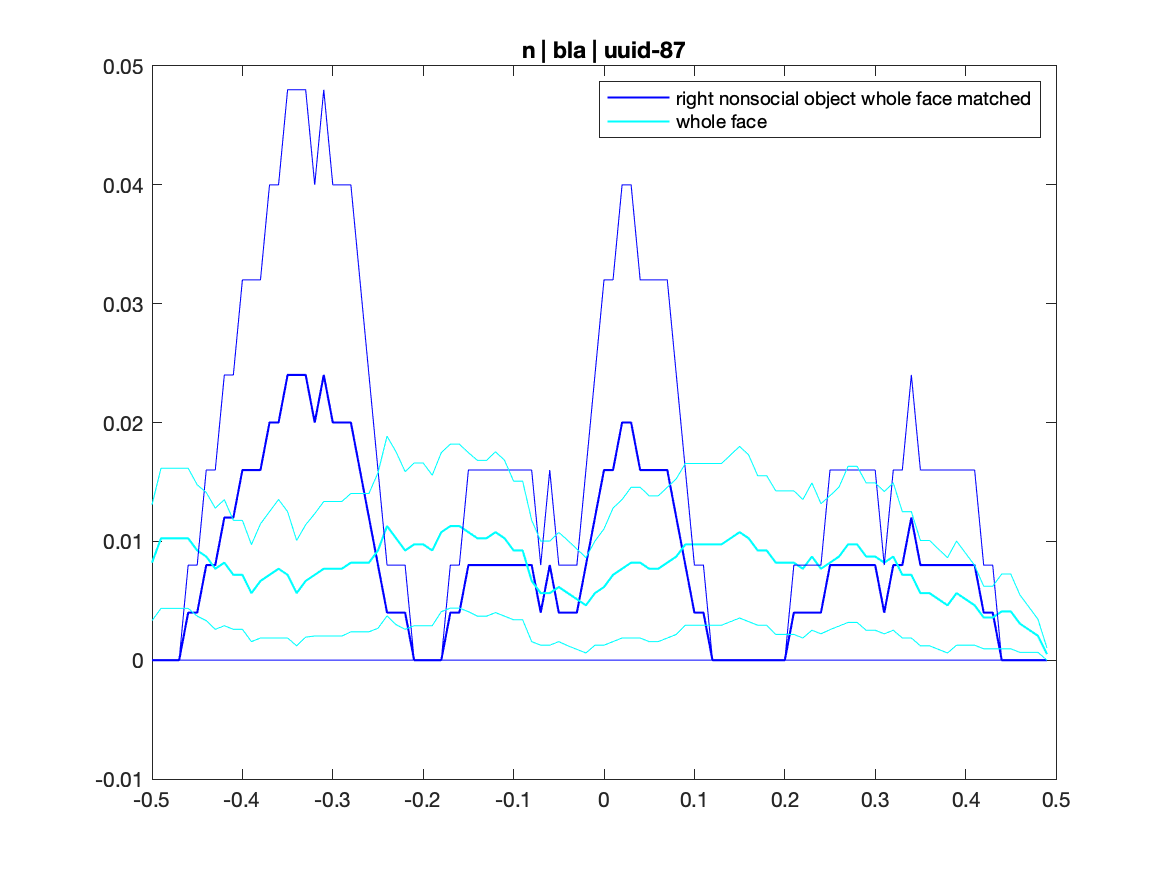 n | bla | uuid-87
right nonsocial object whole face matched
whole face
0.05
0.04
0.03
0.02
0.01
0
-0.01
-0.5 -0.4 -0.3 -0.2 -0.1 0 0.1 0.2 0.3 0.4 0.5